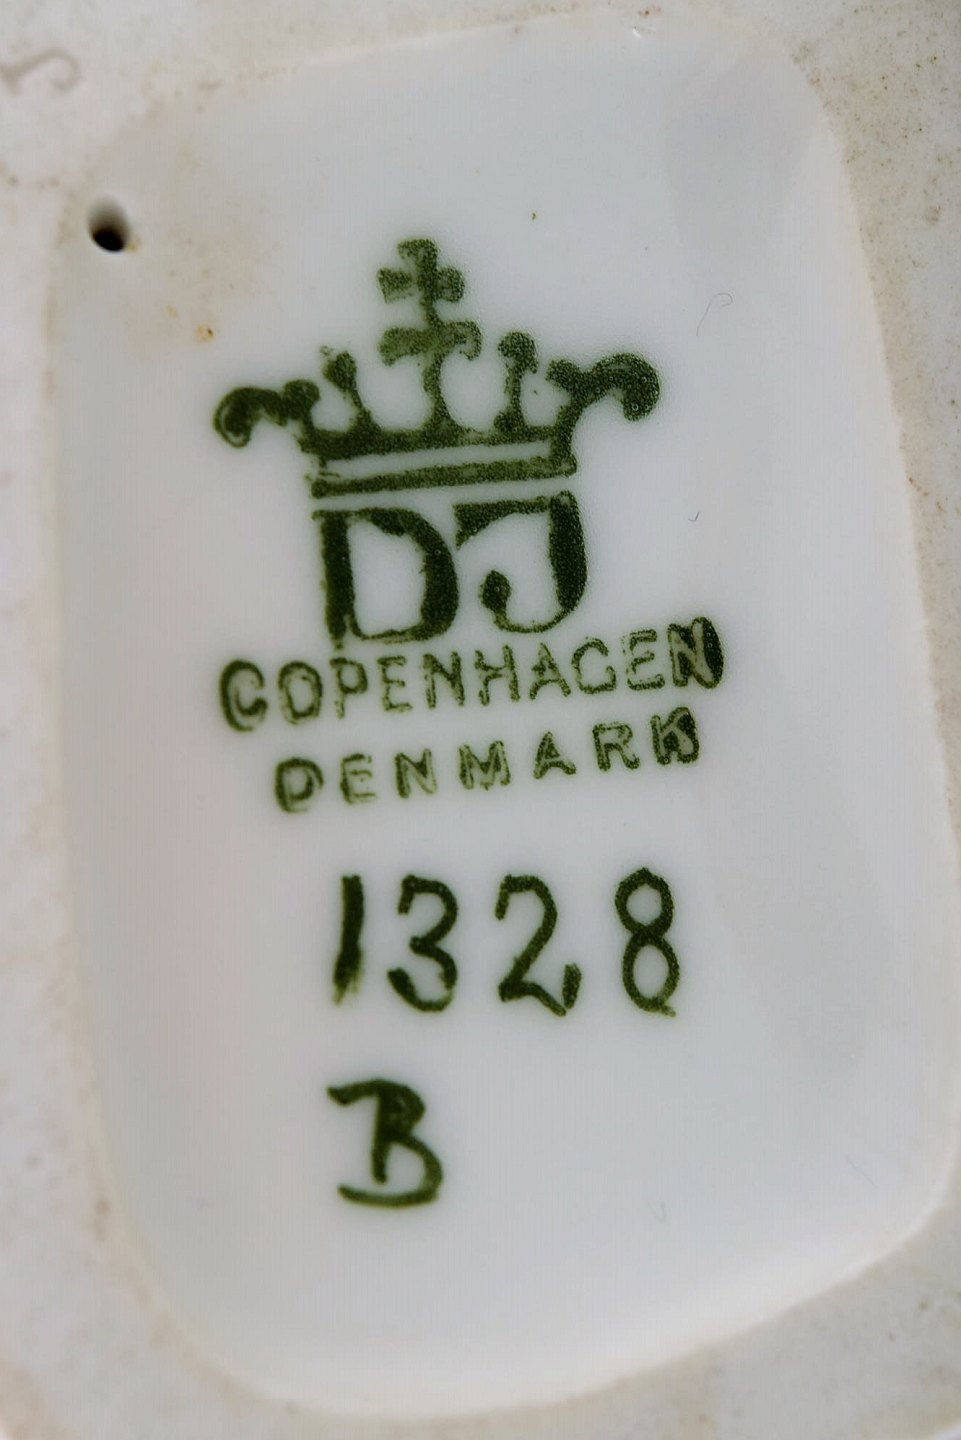 DJ
COPENHAGEN
DENMARK
1328
B